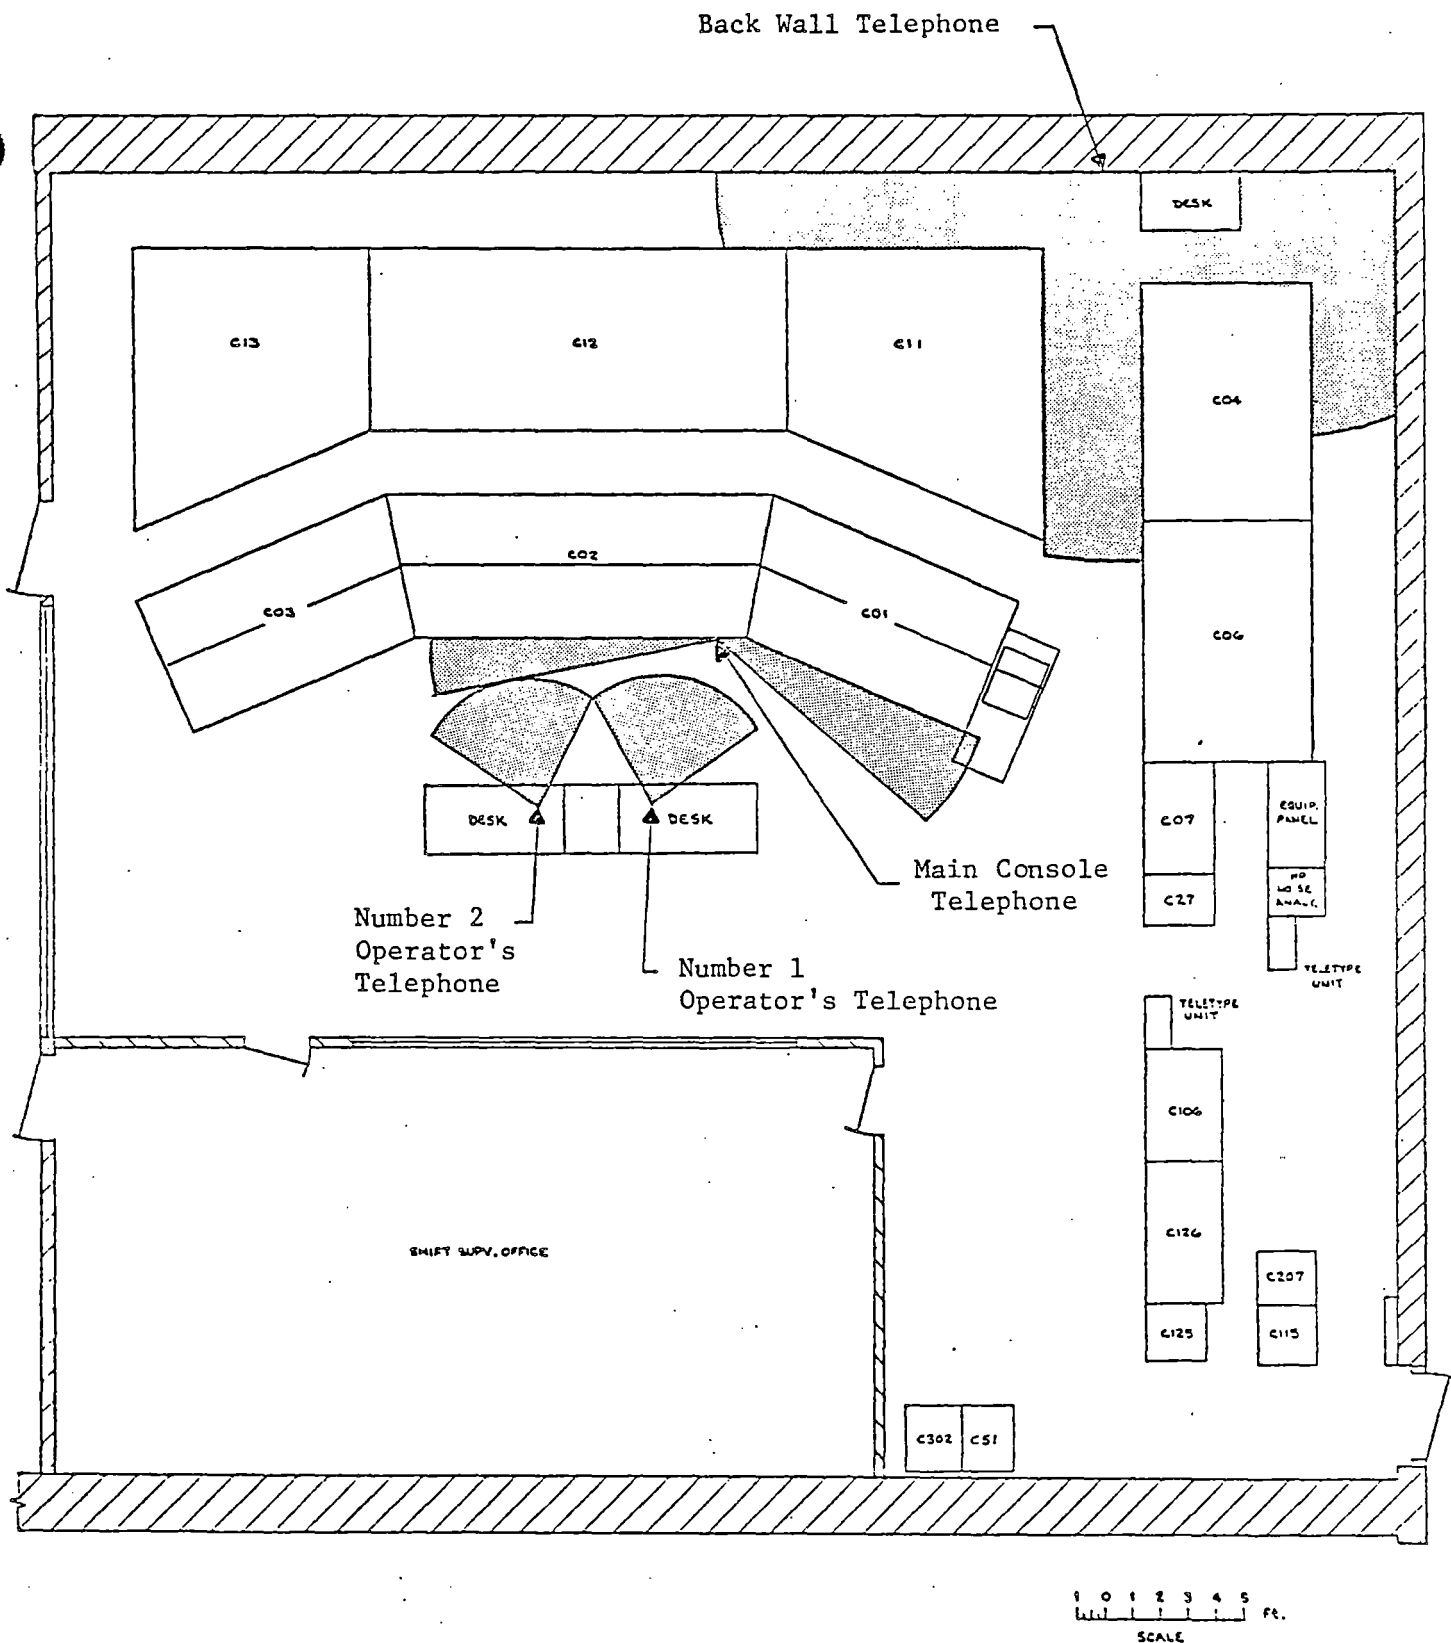 Back Wall Telephone
DESK
C13
C12
C11
C04
C02
C03
C01
C06
DESK
DESK
C07
EQUIP.
PANEL
C27
Main Console
Telephone
Number 2
Operator's
Telephone
Number 1
Operator's Telephone
TELETYPE
UNIT
TELETYPE
UNIT
C106
C126
SHIFT SUPV. OFFICE
C207
C125
C115
C302
C51
1 0 1 2 3 4 5 Ft.
SCALE